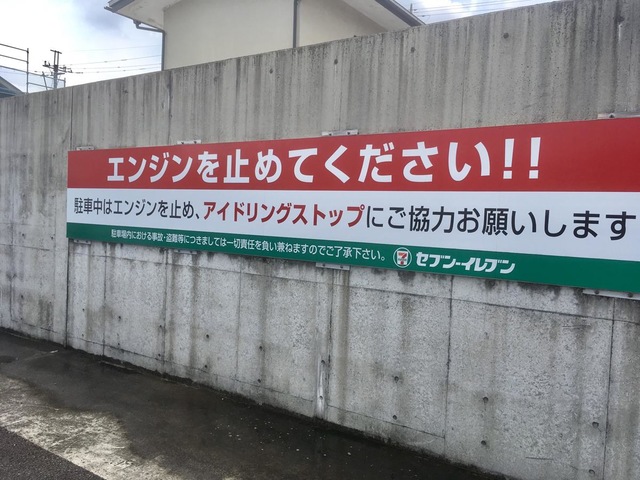 エンジンを止めてください!!
駐車中はエンジンを止め、アイドリングストップにご協力お願いします
駐車場内における事故・盗難等につきましては一切責任を負い兼ねますのでご了承下さい。 7 セブン-イレブン